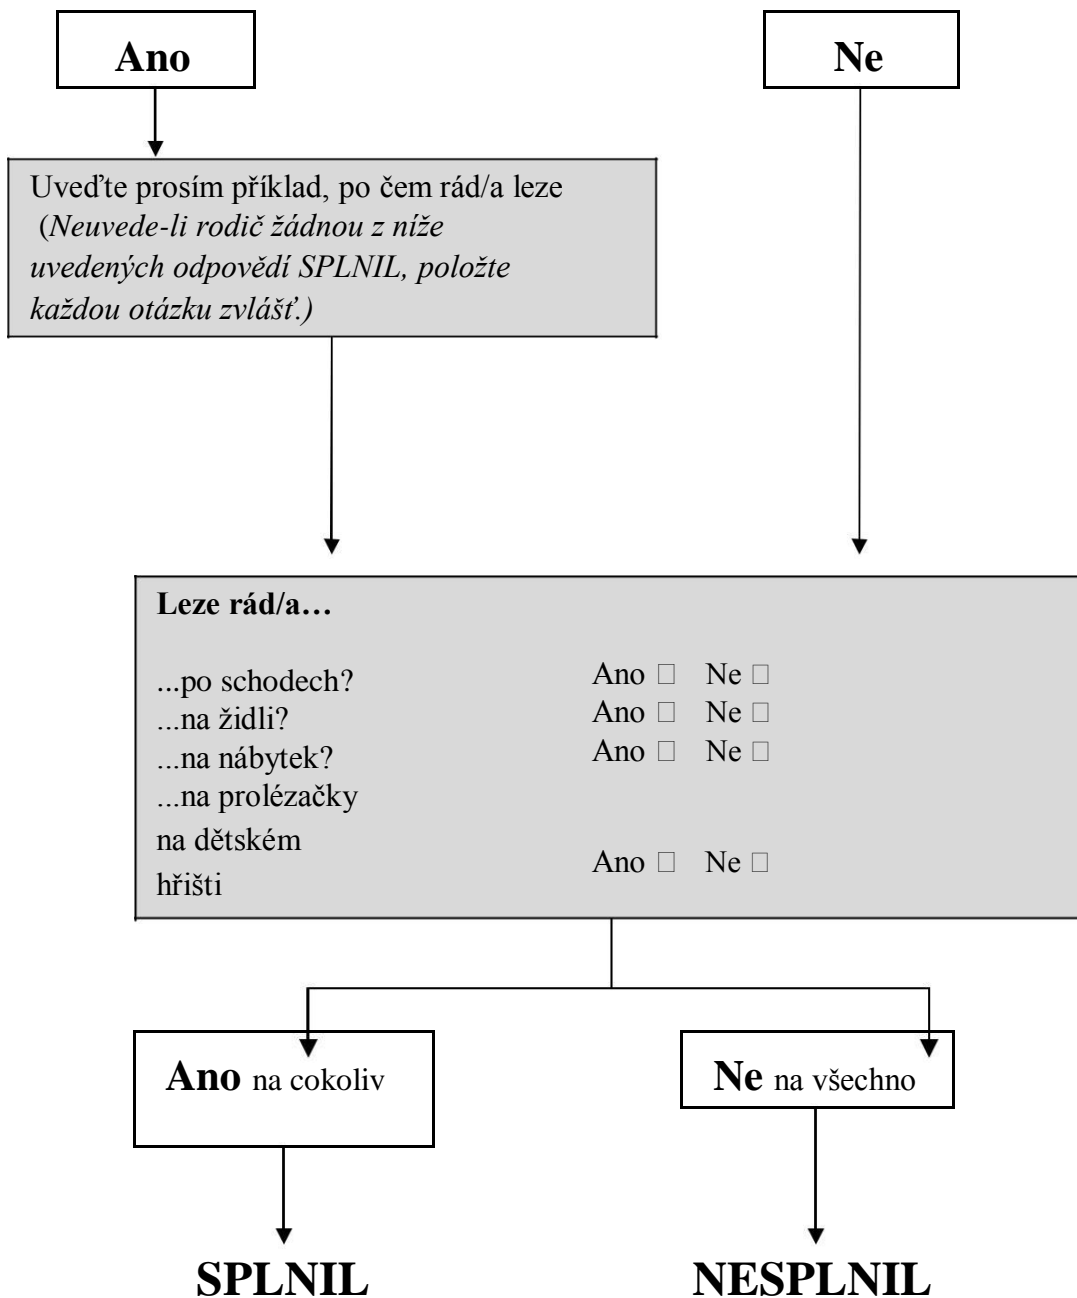 Ano
Ne
Uveďte prosím příklad, po čem rád/a leze
(Neuvede-li rodič žádnou z níže
uvedených odpovědí SPLNIL, položte
každou otázku zvlášť.)
Leze rád/a…
...po schodech? Ano □ Ne □
...na židli? Ano □ Ne □
...na nábytek? Ano □ Ne □
...na prolézačky
na dětském
hřišti Ano □ Ne □
Ano na cokoliv
Ne na všechno
SPLNIL
NESPLNIL